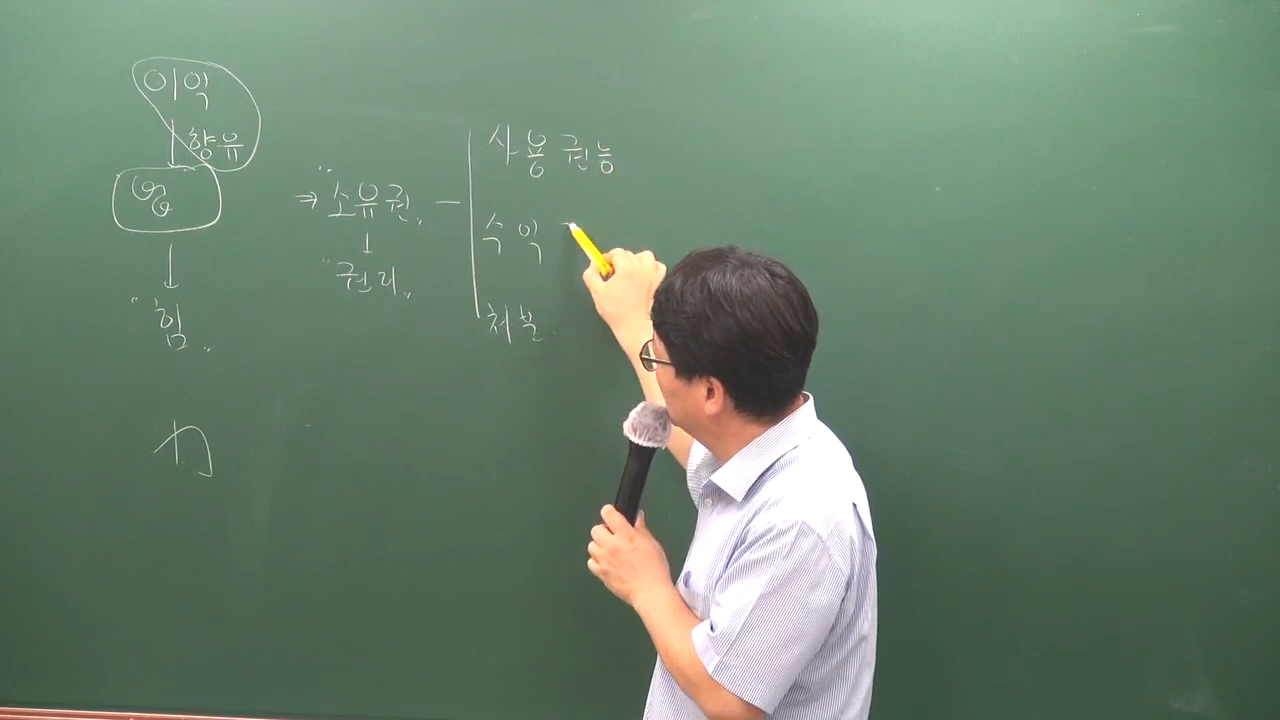 이익
향유
法
"힘"
力
⇒ "소유권" —
↓
"권리"
사용권능
수익
처분